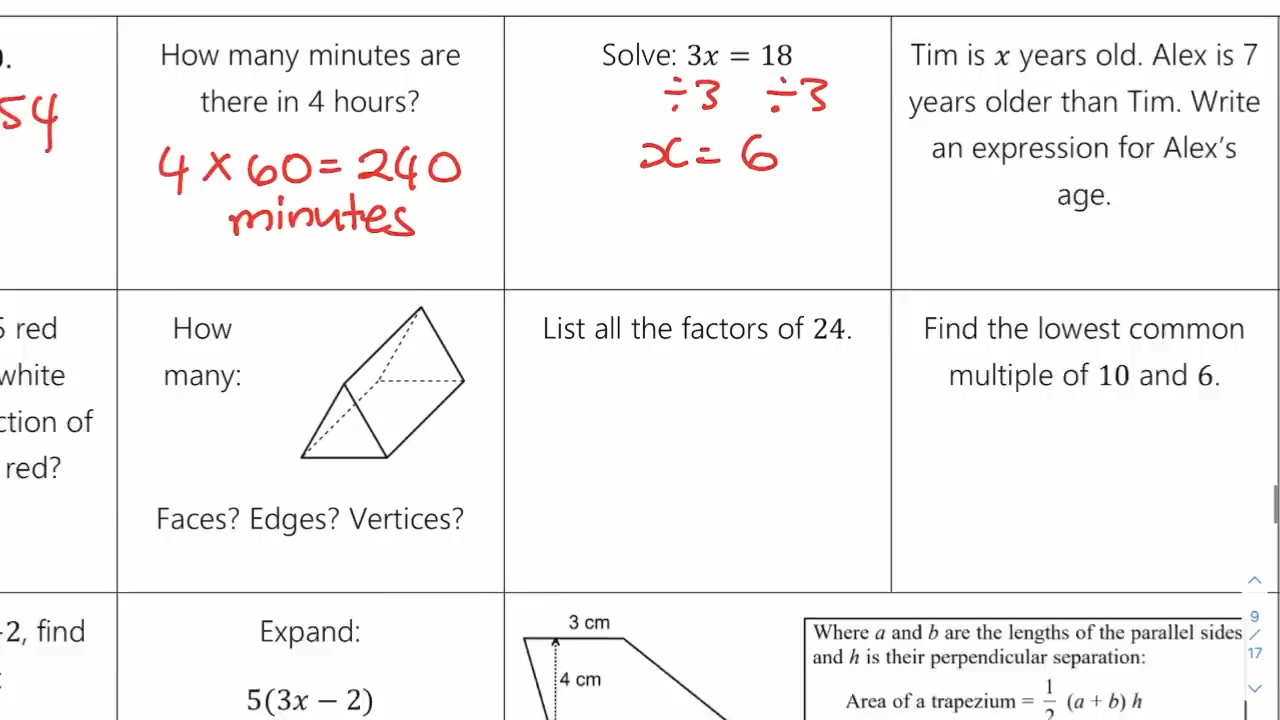 0.
54
How many minutes are
there in 4 hours?
4 × 60 = 240
minutes
Solve: 3x = 18
÷3 ÷3
x = 6
Tim is x years old. Alex is 7
years older than Tim. Write
an expression for Alex's
age.
5 red
white
ction of
red?
How
many:
Faces? Edges? Vertices?
List all the factors of 24.
Find the lowest common
multiple of 10 and 6.
-2, find
Expand:
5(3x − 2)
3 cm
4 cm
Where a and b are the lengths of the parallel sides
and h is their perpendicular separation:
Area of a trapezium = 1/2 (a + b) h
9
/
17